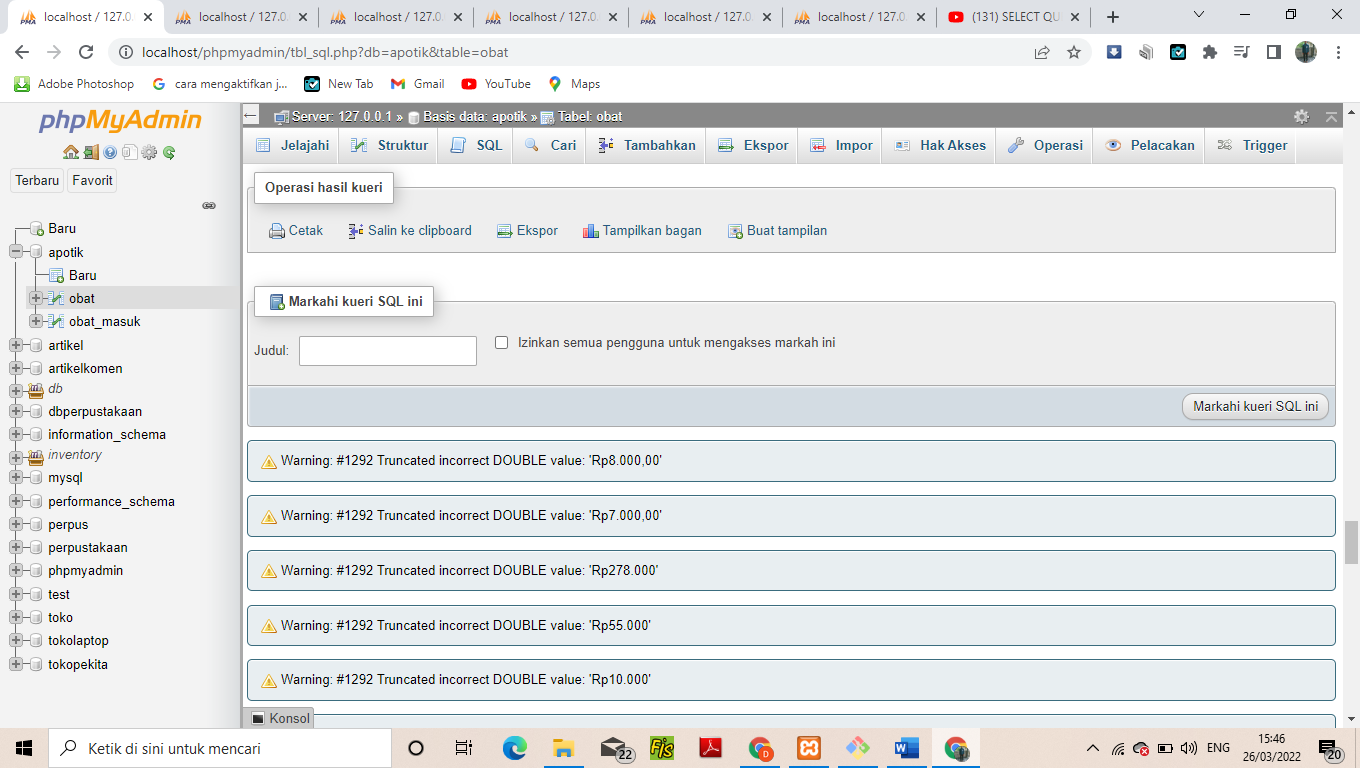 localhost / 127.0.
localhost / 127.0.
localhost / 127.0.
localhost / 127.0.
localhost / 127.0.
localhost / 127.0.
(131) SELECT QU
localhost/phpmyadmin/tbl_sql.php?db=apotik&table=obat
Adobe Photoshop
cara mengaktifkan j...
New Tab
Gmail
YouTube
Maps
phpMyAdmin
Terbaru
Favorit
Baru
apotik
Baru
obat
obat_masuk
artikel
artikelkomen
db
dbperpustakaan
information_schema
inventory
mysql
performance_schema
perpus
perpustakaan
phpmyadmin
test
toko
tokolaptop
tokopekita
Server: 127.0.0.1 » Basis data: apotik » Tabel: obat
Jelajahi
Struktur
SQL
Cari
Tambahkan
Ekspor
Impor
Hak Akses
Operasi
Pelacakan
Trigger
Operasi hasil kueri
Cetak
Salin ke clipboard
Ekspor
Tampilkan bagan
Buat tampilan
Markahi kueri SQL ini
Judul:
Izinkan semua pengguna untuk mengakses markah ini
Markahi kueri SQL ini
Warning: #1292 Truncated incorrect DOUBLE value: 'Rp8.000,00'
Warning: #1292 Truncated incorrect DOUBLE value: 'Rp7.000,00'
Warning: #1292 Truncated incorrect DOUBLE value: 'Rp278.000'
Warning: #1292 Truncated incorrect DOUBLE value: 'Rp55.000'
Warning: #1292 Truncated incorrect DOUBLE value: 'Rp10.000'
Konsol
Ketik di sini untuk mencari
22
Fis
D
ENG
15:46
26/03/2022
20